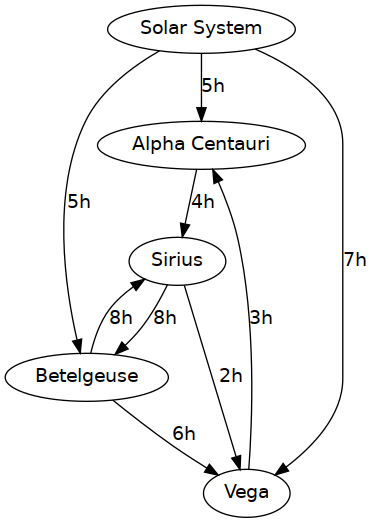 Solar System
5h
Alpha Centauri
4h
5h
Sirius
7h
8h
8h
3h
Betelgeuse
2h
6h
Vega